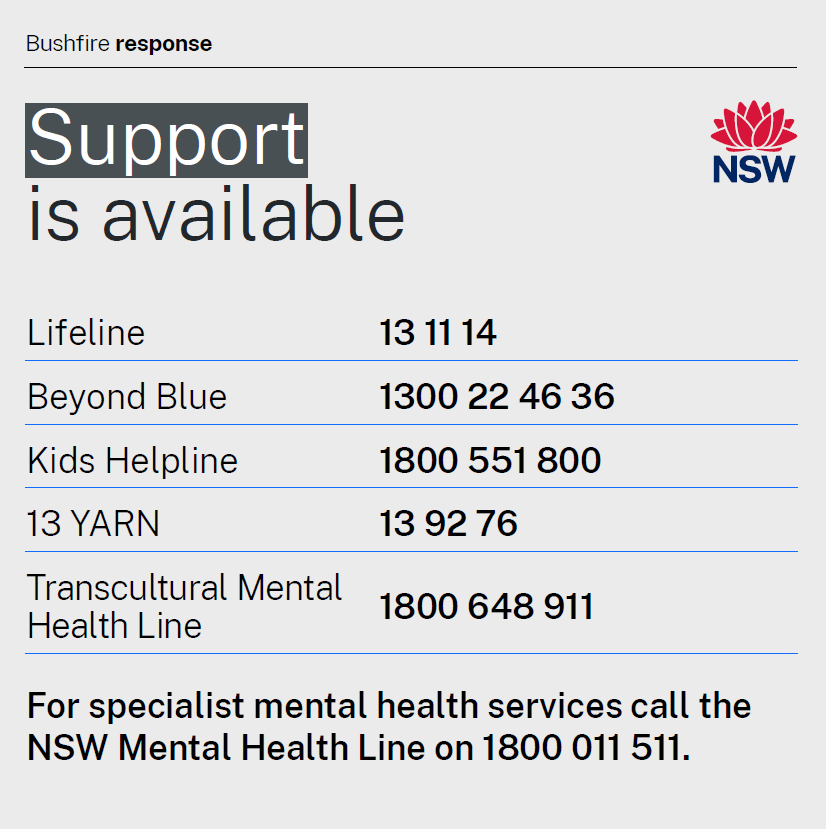 Bushfire response
Support
is available
NSW
Lifeline 13 11 14
Beyond Blue 1300 22 46 36
Kids Helpline 1800 551 800
13 YARN 13 92 76
Transcultural Mental
Health Line 1800 648 911
For specialist mental health services call the
NSW Mental Health Line on 1800 011 511.